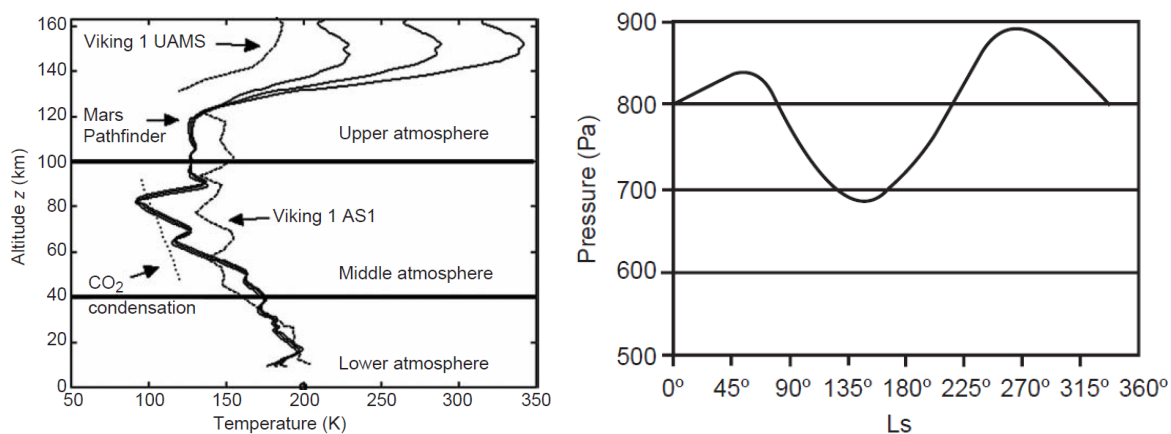 160
140
120
100
80
60
40
20
0
Altitude z (km)
Viking 1 UAMS
Mars
Pathfinder
Upper atmosphere
Viking 1 AS1
CO2
condensation
Middle atmosphere
Lower atmosphere
50 100 150 200 250 300 350
Temperature (K)
900
800
700
600
500
Pressure (Pa)
0º 45º 90º 135º 180º 225º 270º 315º 360º
Ls